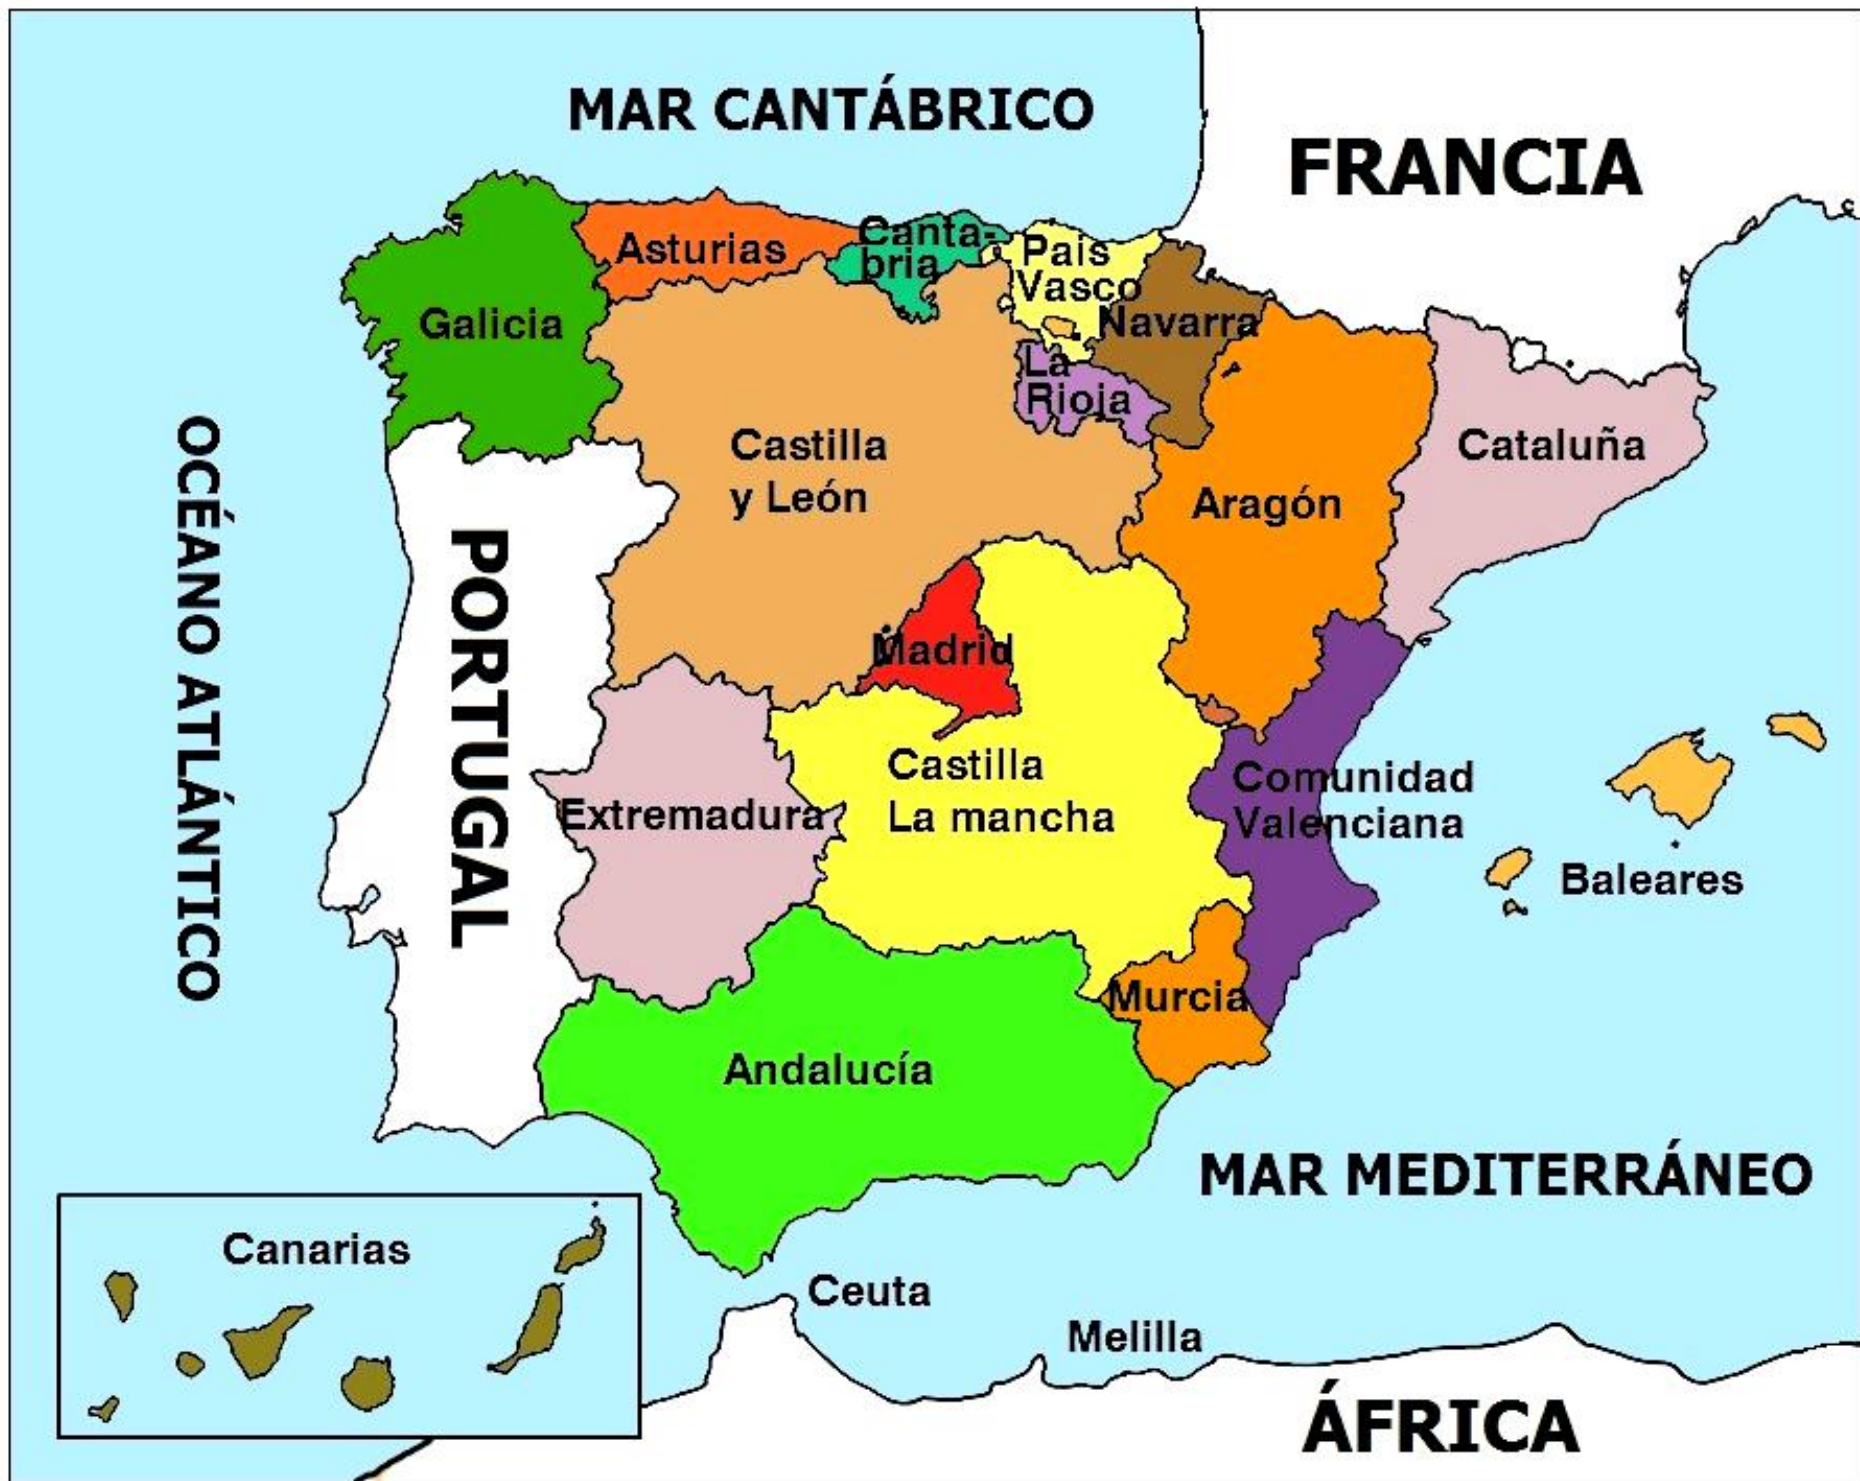 MAR CANTÁBRICO
FRANCIA
Asturias
Canta-
bria
Pais
Vasco
Galicia
Navarra
La
Rioja
Castilla
y León
Cataluña
Aragón
OCÉANO ATLÁNTICO
PORTUGAL
Madrid
Castilla
La mancha
Extremadura
Comunidad
Valenciana
Baleares
Murcia
Andalucía
MAR MEDITERRÁNEO
Canarias
Ceuta
Melilla
ÁFRICA